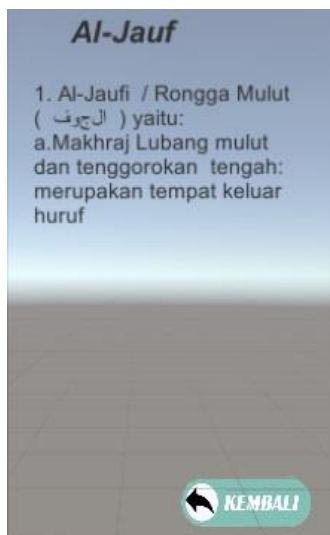 Al-Jauf
1. Al-Jaufi / Rongga Mulut
( الجوف ) yaitu:
a.Makhraj Lubang mulut
dan tenggorokan tengah:
merupakan tempat keluar
huruf
KEMBALI